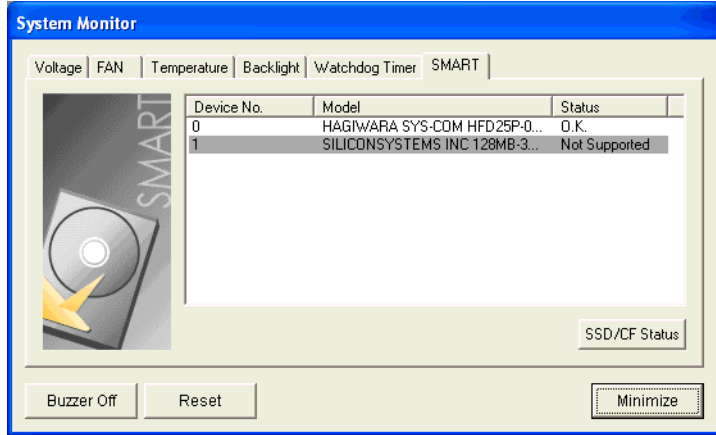 System Monitor
Voltage FAN Temperature Backlight Watchdog Timer SMART
SMART
Device No. Model Status
0 HAGIWARA SYS-COM HFD25P-0... O.K.
1 SILICONSYSTEMS INC 128MB-3... Not Supported
SSD/CF Status
Buzzer Off Reset Minimize